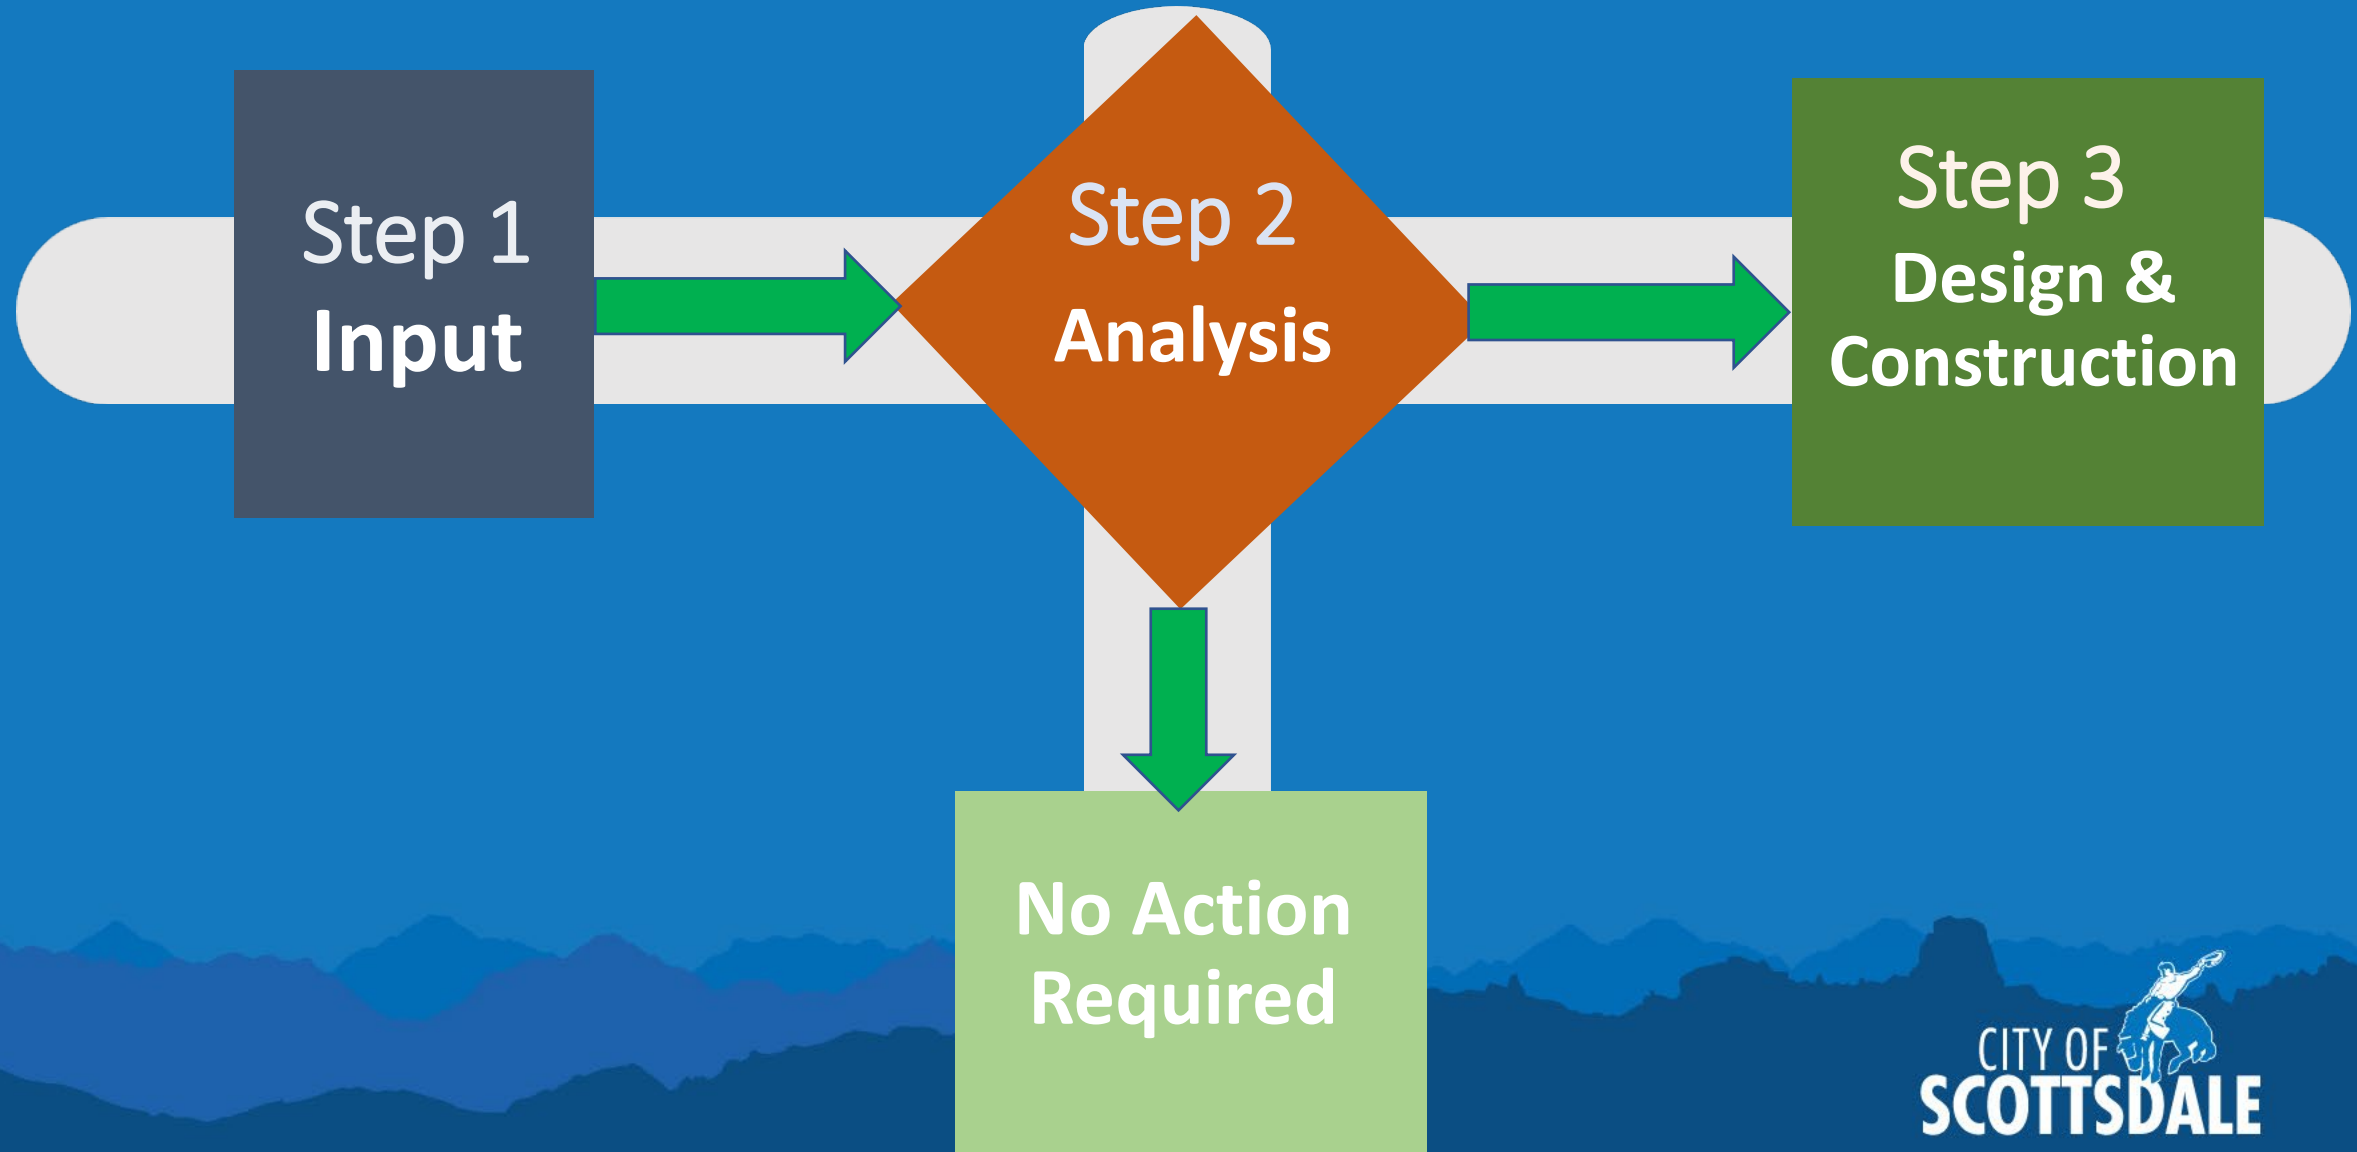 Step 1
Input
Step 2
Analysis
Step 3
Design &
Construction
No Action
Required
CITY OF
SCOTTSDALE